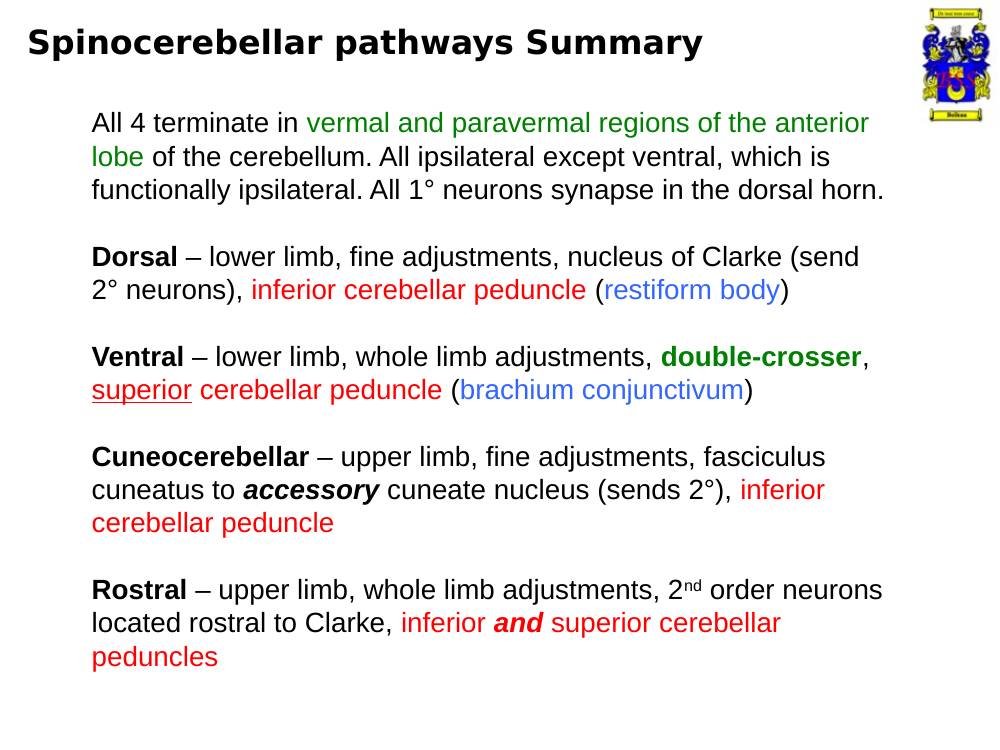 Spinocerebellar pathways Summary
All 4 terminate in vermal and paravermal regions of the anterior
lobe of the cerebellum. All ipsilateral except ventral, which is
functionally ipsilateral. All 1° neurons synapse in the dorsal horn.
Dorsal – lower limb, fine adjustments, nucleus of Clarke (send
2° neurons), inferior cerebellar peduncle (restiform body)
Ventral – lower limb, whole limb adjustments, double-crosser,
superior cerebellar peduncle (brachium conjunctivum)
Cuneocerebellar – upper limb, fine adjustments, fasciculus
cuneatus to accessory cuneate nucleus (sends 2°), inferior
cerebellar peduncle
Rostral – upper limb, whole limb adjustments, 2nd order neurons
located rostral to Clarke, inferior and superior cerebellar
peduncles